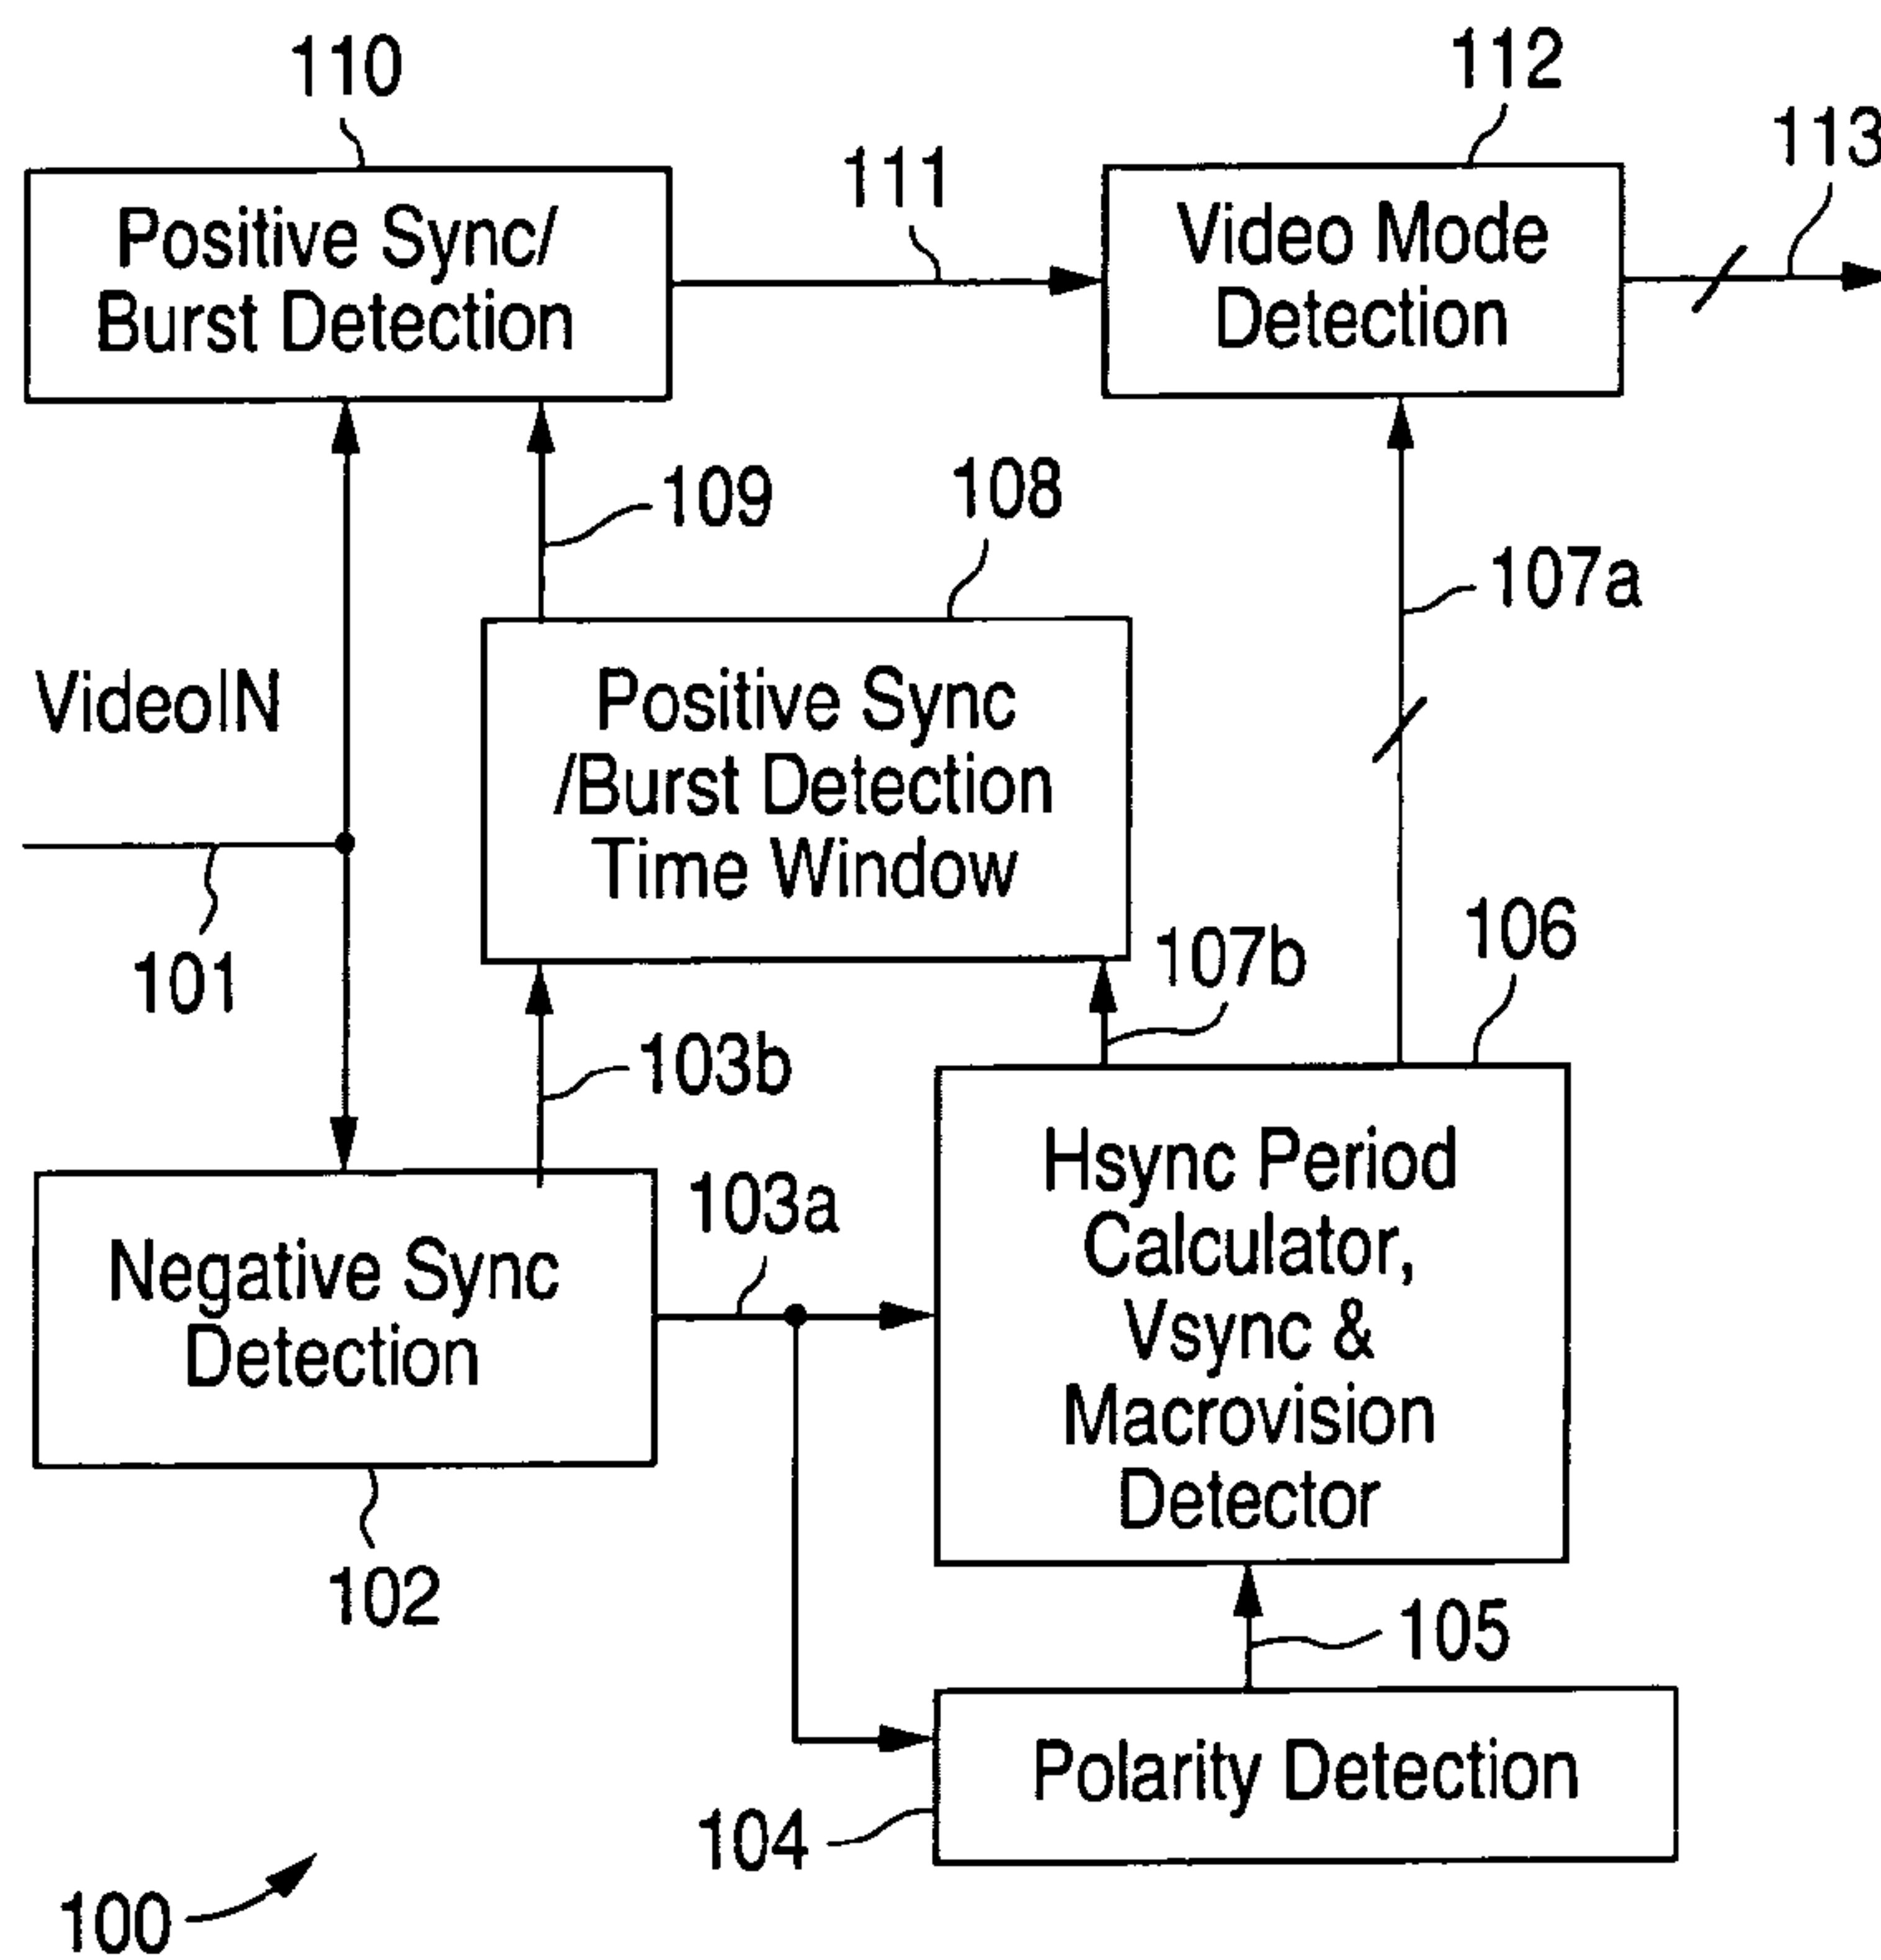 110
112
113
Positive Sync/
Burst Detection
111
Video Mode
Detection
109
108
107a
VideoIN
Positive Sync
/Burst Detection
Time Window
101
107b
106
103b
103a
Negative Sync
Detection
Hsync Period
Calculator,
Vsync &
Macrovision
Detector
102
105
Polarity Detection
104
100